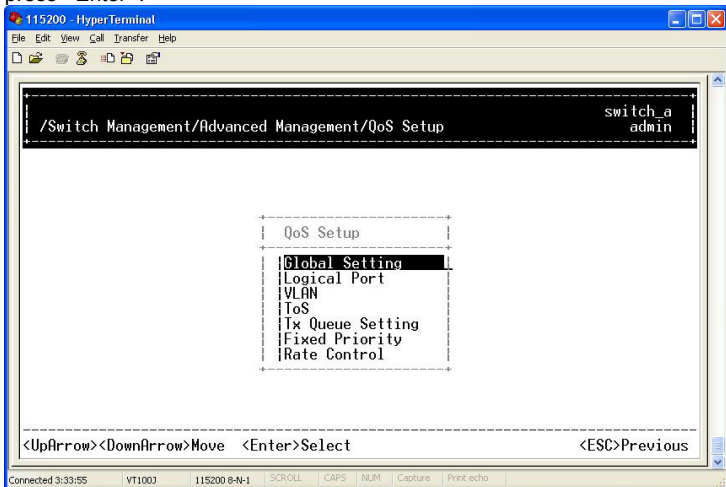 press "Enter".
115200 - HyperTerminal
File Edit View Call Transfer Help
switch_a
/Switch Management/Advanced Management/QoS Setup admin
QoS Setup
Global Setting
Logical Port
VLAN
ToS
Tx Queue Setting
Fixed Priority
Rate Control
<UpArrow><DownArrow>Move <Enter>Select <ESC>Previous
Connected 3:33:55 VT100J 115200 8-N-1 SCROLL CAPS NUM Capture Print echo